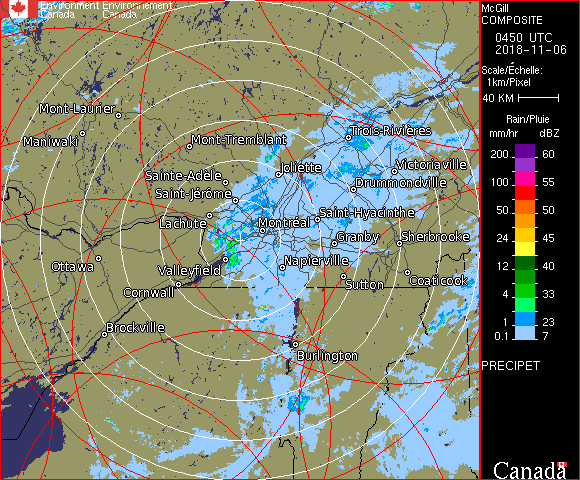 Environment Environnement
Canada Canada
McGill
COMPOSITE
0450 UTC
2018-11-06
Scale/Échelle:
1km/Pixel
40 KM
Rain/Pluie
mm/hr dBZ
200 60
100 55
50 50
24 45
12 40
4 33
2 23
0.1 7
PRECIPET
Canada
Mont-Laurier
Maniwaki
Mont-Tremblant
Trois-Rivières
Sainte-Adèle
Joliette
Victoriaville
Saint-Jérôme
Drummondville
Lachute
Montréal
Saint-Hyacinthe
Granby
Sherbrooke
Ottawa
Valleyfield
Napierville
Cornwall
Sutton
Coaticook
Brockville
Burlington